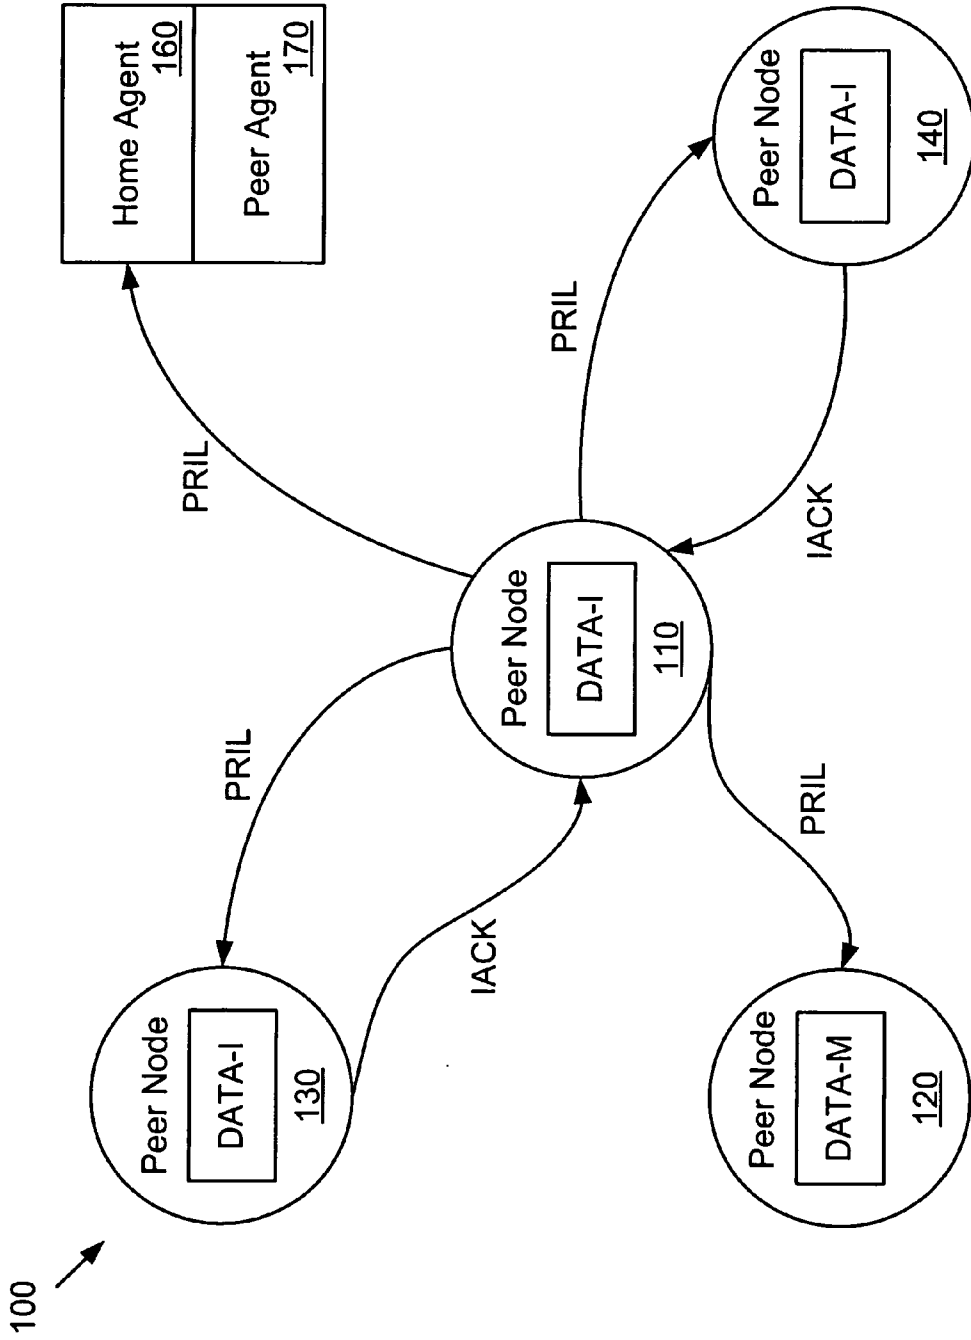 100
Peer Node
DATA-I
130
Peer Node
DATA-M
120
PRIL
IACK
PRIL
Peer Node
DATA-I
110
PRIL
PRIL
IACK
Home Agent
160
Peer Agent
170
Peer Node
DATA-I
140